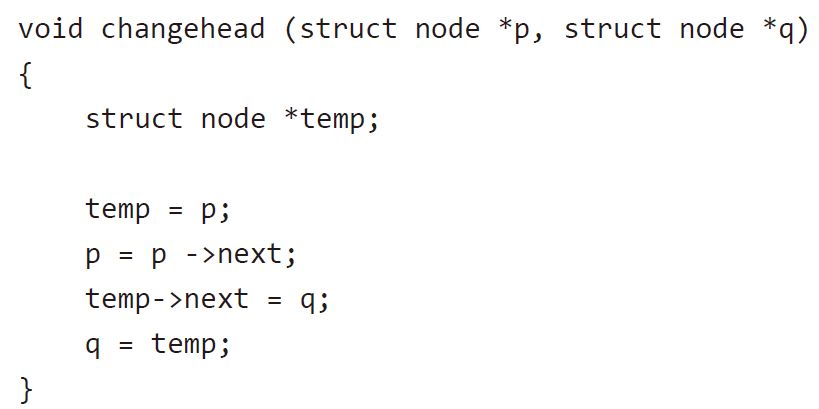 void changehead (struct node *p, struct node *q)
{
    struct node *temp;

    temp = p;
    p = p ->next;
    temp->next = q;
    q = temp;
}